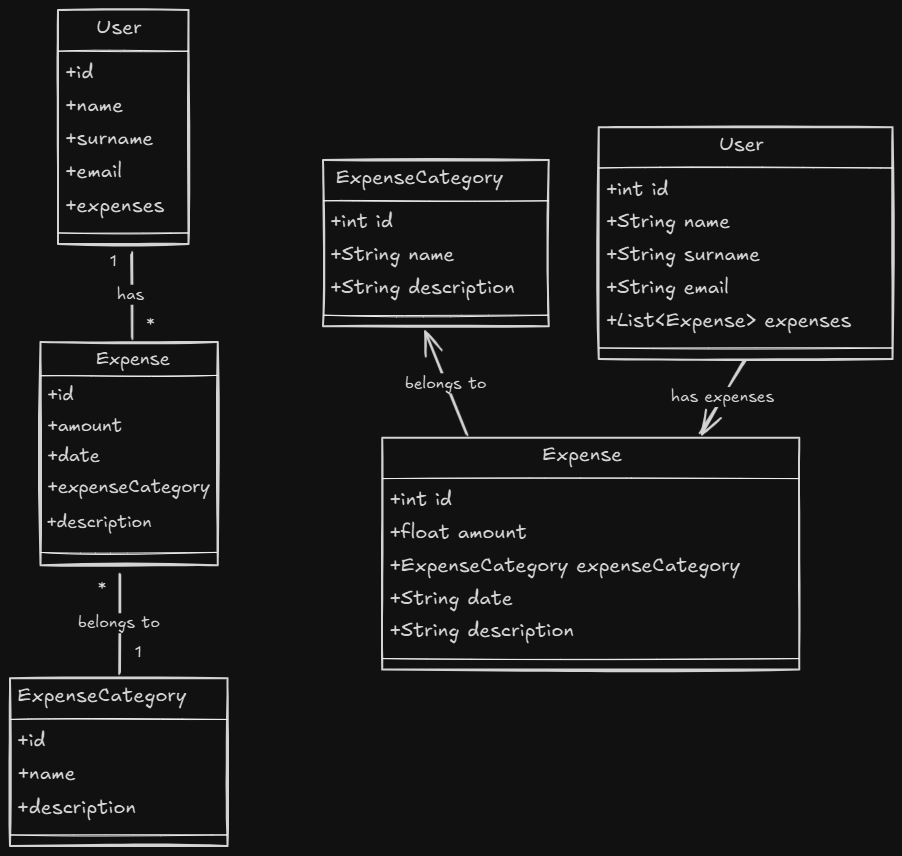 User
+id
+name
+surname
+email
+expenses
1
has
*
Expense
+id
+amount
+date
+expenseCategory
+description
*
belongs to
1
ExpenseCategory
+id
+name
+description
ExpenseCategory
+int id
+String name
+String description
User
+int id
+String name
+String surname
+String email
+List<Expense> expenses
belongs to
has expenses
Expense
+int id
+float amount
+ExpenseCategory expenseCategory
+String date
+String description